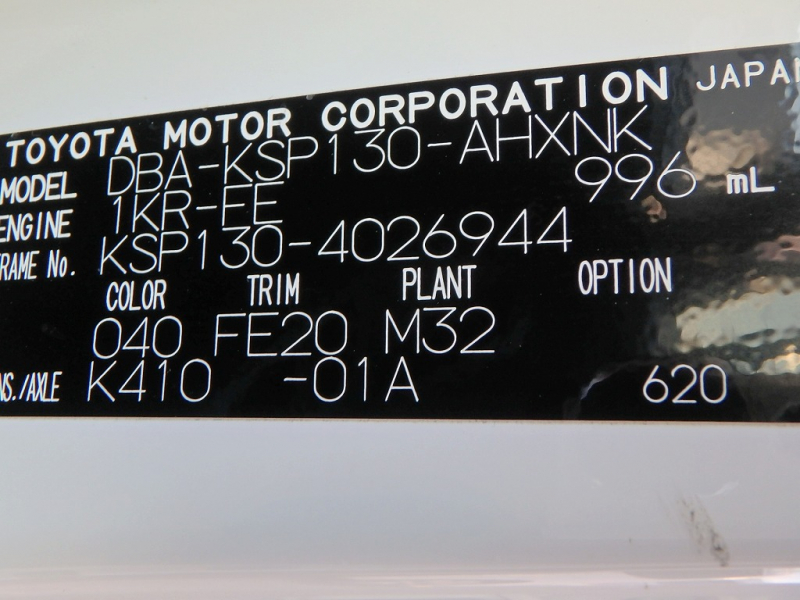 TOYOTA MOTOR CORPORATION JAPAN
MODEL DBA-KSP130-AHXNK
ENGINE 1KR-FE 996 mL
RAME No. KSP130-4026944
COLOR TRIM PLANT OPTION
040 FE20 M32
NS./AXLE K410 -01A 620